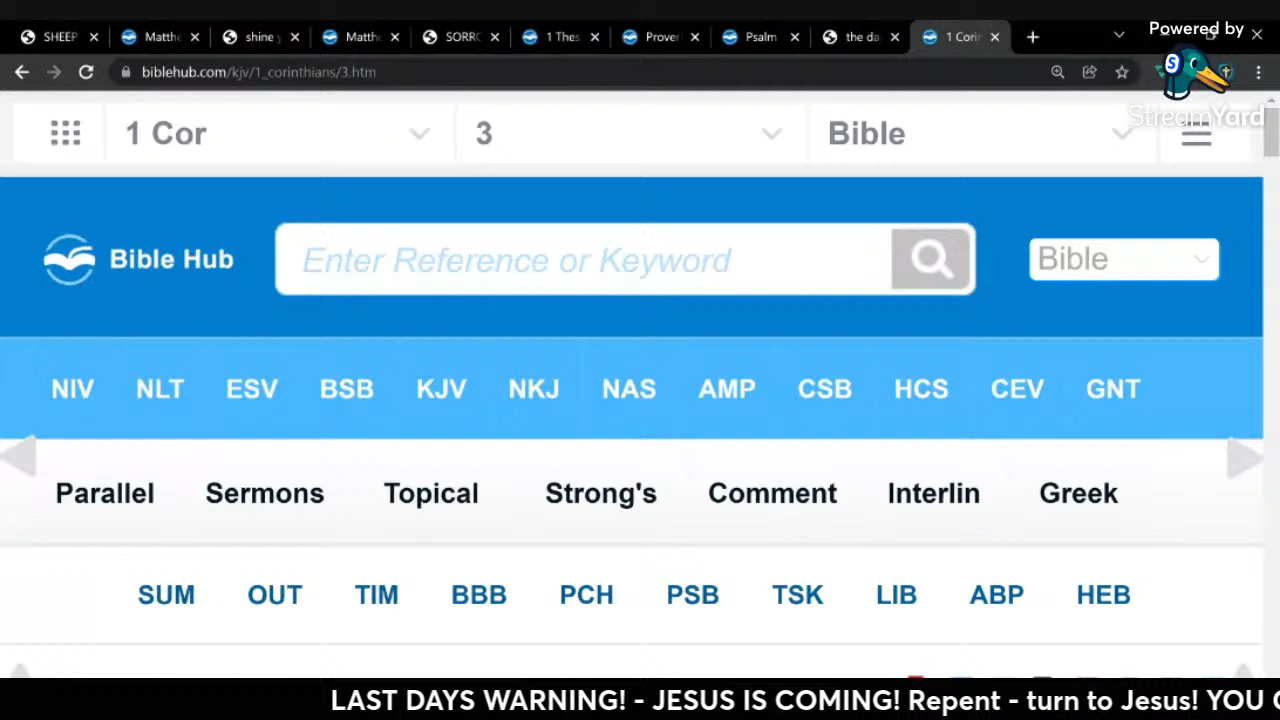 Powered by
SHEEP Matthe shine y Matth SORRO 1 Thes Prover Psalm the da 1 Corin
biblehub.com/kjv/1_corinthians/3.htm
StreamYard
1 Cor 3 Bible
Bible Hub Enter Reference or Keyword Bible
NIV NLT ESV BSB KJV NKJ NAS AMP CSB HCS CEV GNT
Parallel Sermons Topical Strong's Comment Interlin Greek
SUM OUT TIM BBB PCH PSB TSK LIB ABP HEB
LAST DAYS WARNING! - JESUS IS COMING! Repent - turn to Jesus! YOU